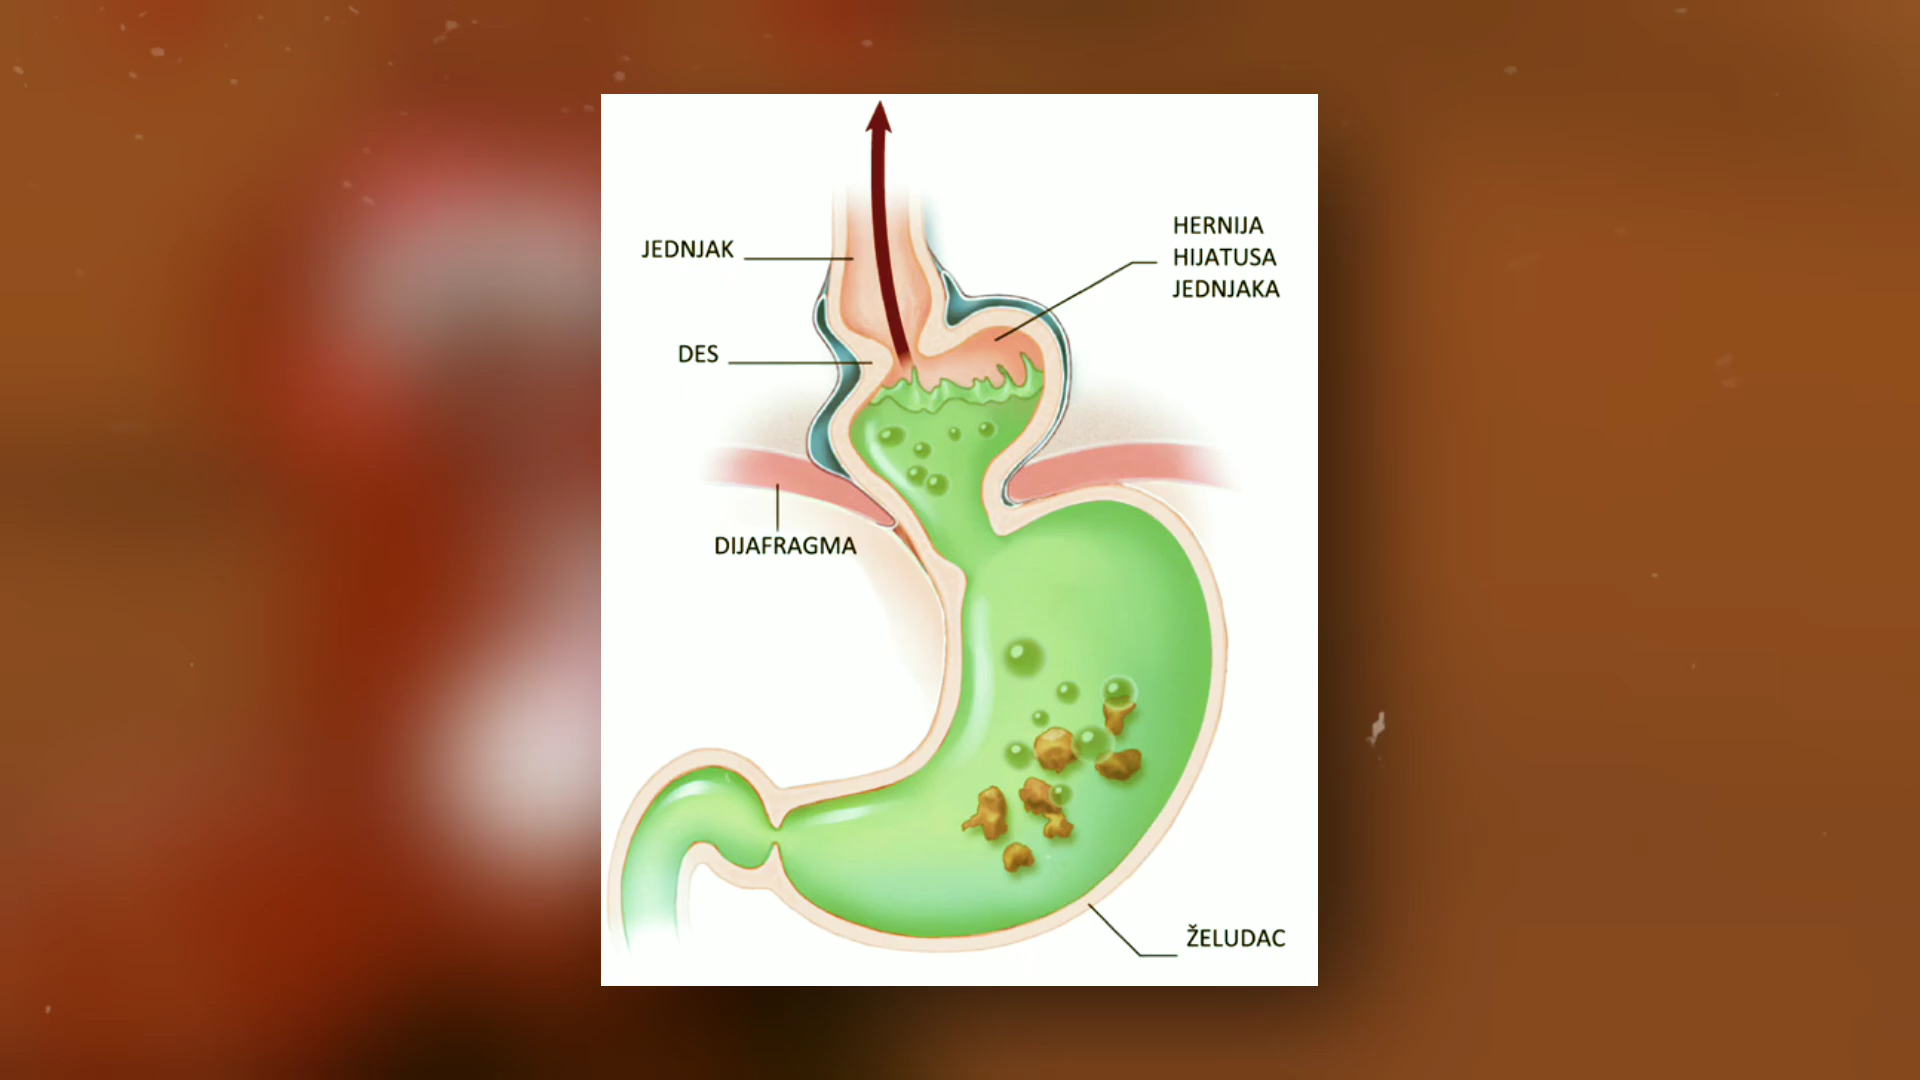 JEDNJAK
HERNIJA
HIJATUSA
JEDNJAKA
DES
DIJAFRAGMA
ŽELUDAC